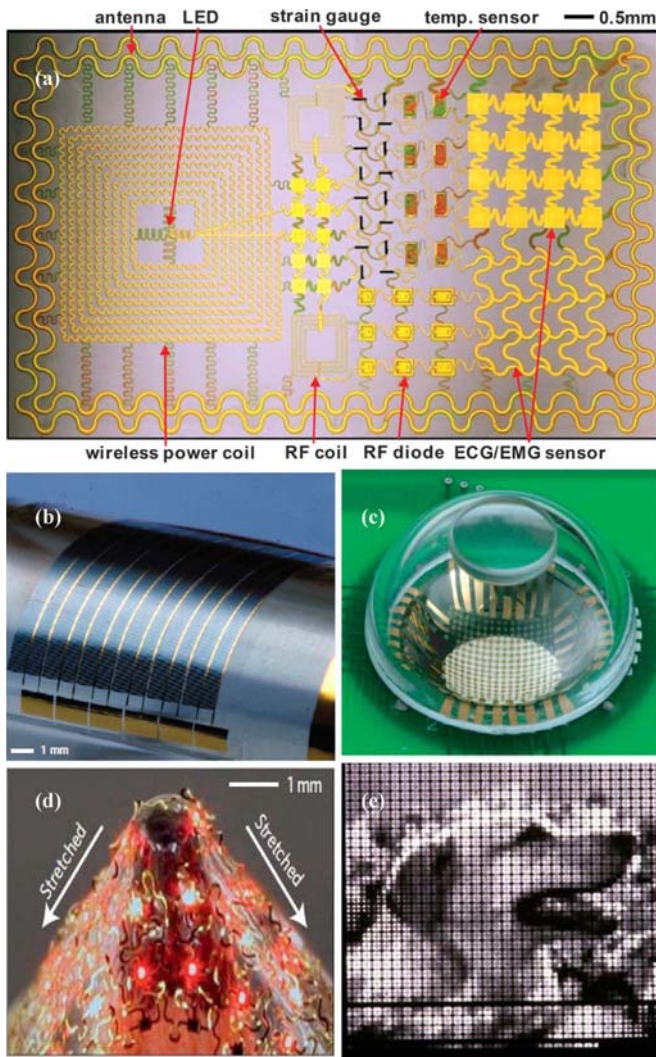 antenna LED strain gauge temp. sensor 0.5mm
(a)
wireless power coil RF coil RF diode ECG/EMG sensor
(b)
1 mm
(c)
(d)
1 mm
Stretched
Stretched
(e)